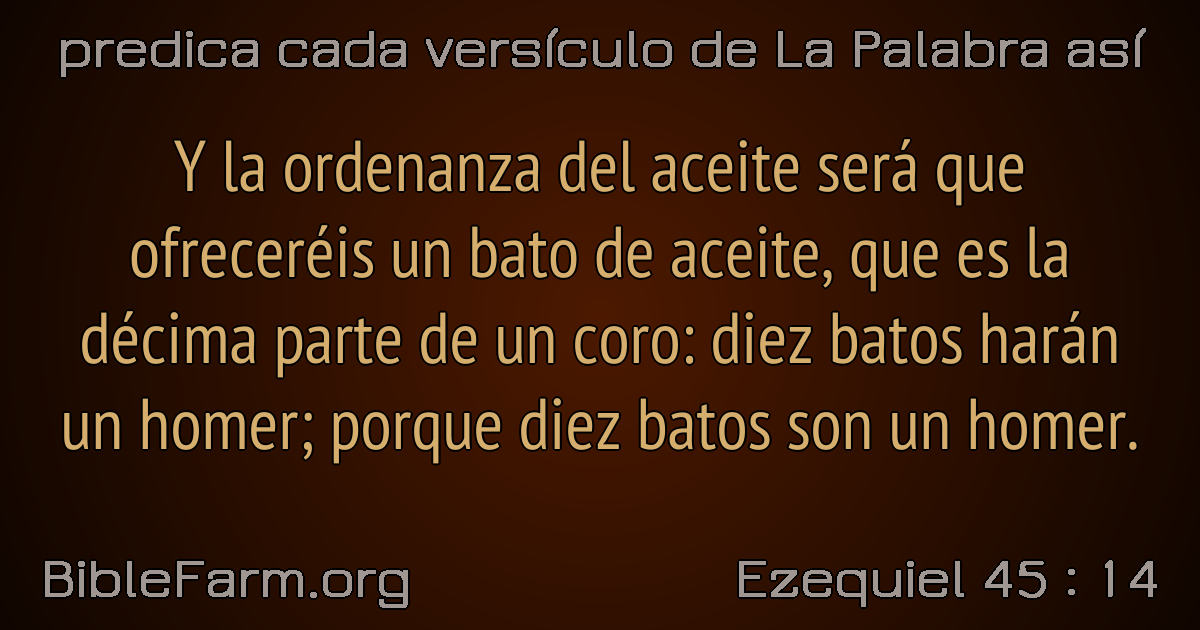 predica cada versículo de La Palabra así
Y la ordenanza del aceite será que
ofreceréis un bato de aceite, que es la
décima parte de un coro: diez batos harán
un homer; porque diez batos son un homer.
BibleFarm.org
Ezequiel 45 : 14